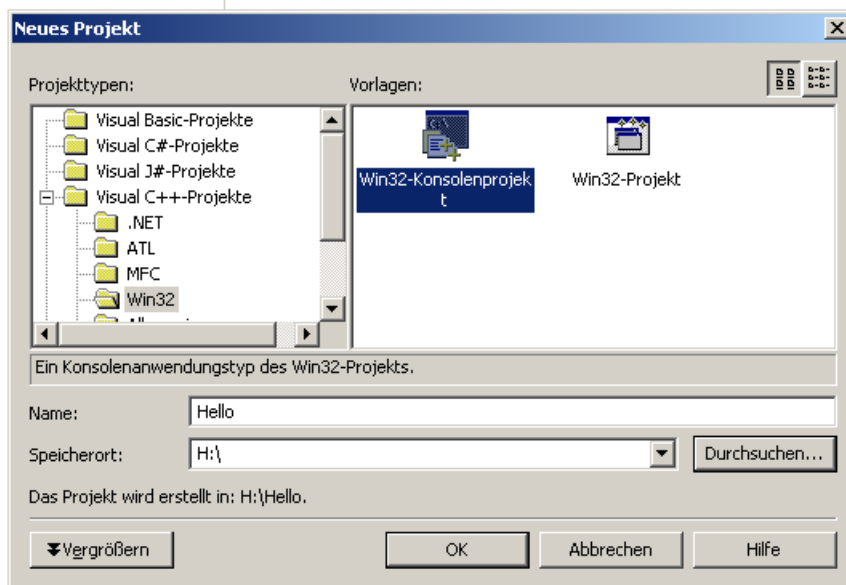 Neues Projekt
Projekttypen:
Vorlagen:
Visual Basic-Projekte
Visual C#-Projekte
Visual J#-Projekte
Visual C++-Projekte
.NET
ATL
MFC
Win32
Win32-Konsolenprojek
t
Win32-Projekt
Ein Konsolenanwendungstyp des Win32-Projekts.
Name:
Hello
Speicherort:
H:\
Durchsuchen...
Das Projekt wird erstellt in: H:\Hello.
Vergrößern
OK
Abbrechen
Hilfe